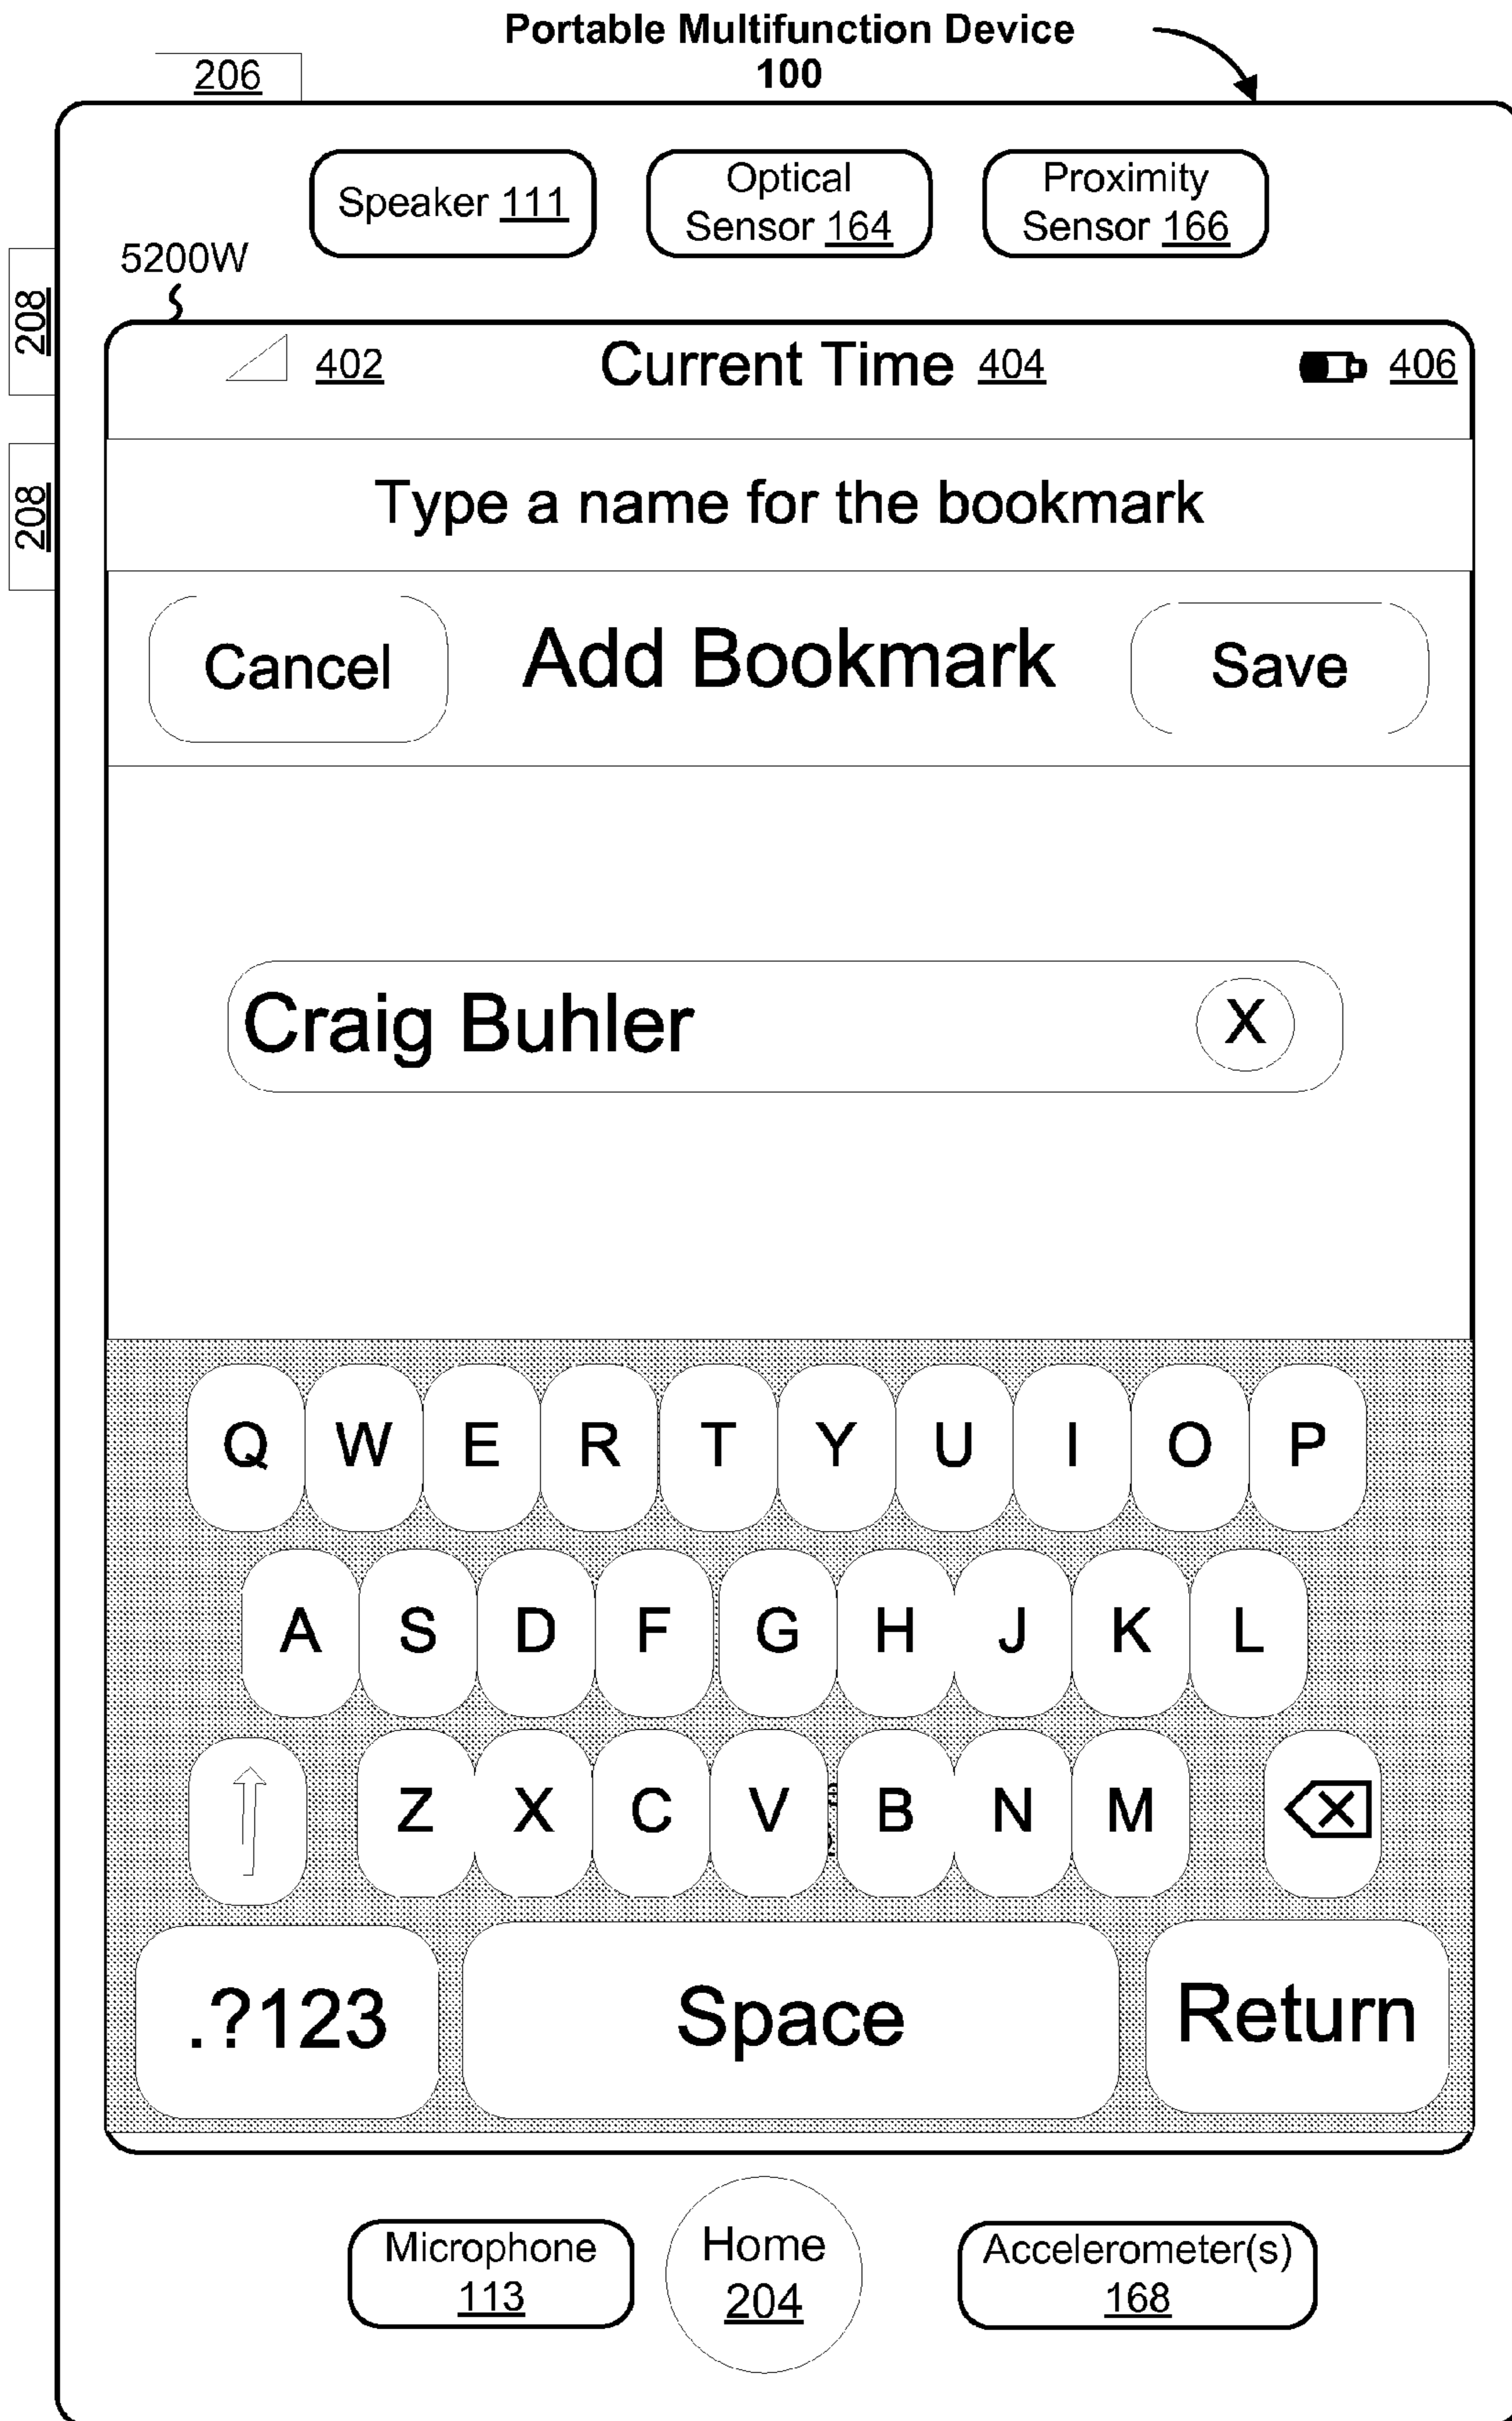 Portable Multifunction Device
100
206
Speaker 111
Optical
Sensor 164
Proximity
Sensor 166
5200W
208
208
402
Current Time 404
406
Type a name for the bookmark
Cancel
Add Bookmark
Save
Craig Buhler
X
Q W E R T Y U I O P
A S D F G H J K L
Z X C V B N M
.?123
Space
Return
Microphone
113
Home
204
Accelerometer(s)
168